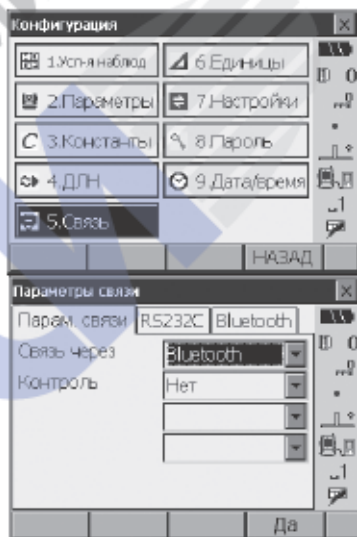 Конфигурация
1.Усл-я наблюд
6.Единицы
2.Параметры
7.Настройки
C 3.Константы
8.Пароль
4.ДЛН
9.Дата/время
5.Связь
НАЗАД
Параметры связи
Парам. связи RS232C Bluetooth
Связь через Bluetooth
Контроль Нет
Да